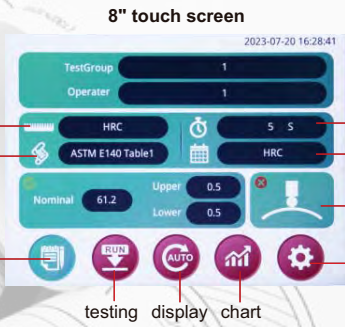 8" touch screen
2023-07-20 16:28:41
TestGroup 1
Operater 1
HRC 5 S
ASTM E140 Table1 HRC
Nominal 61.2 Upper 0.5
Lower 0.5
RUN AUTO
testing display chart